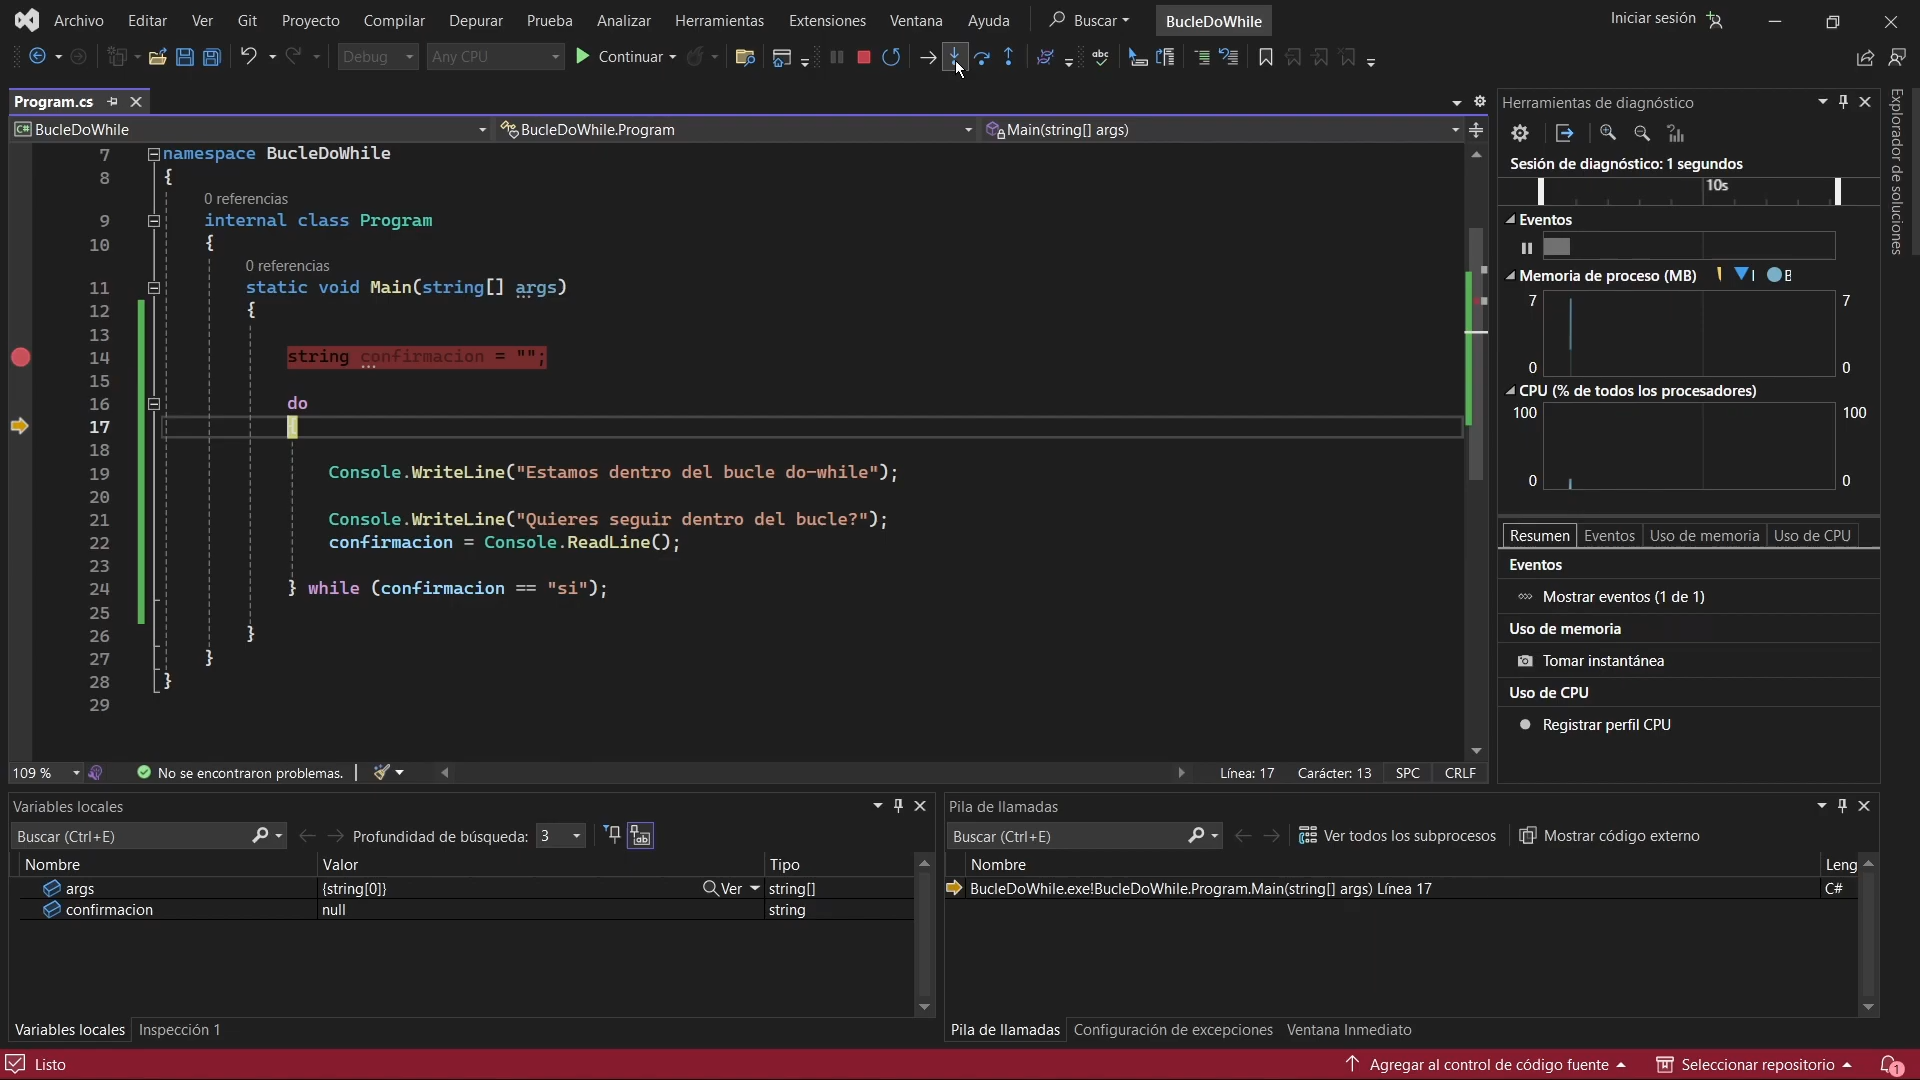 Archivo Editar Ver Git Proyecto Compilar Depurar Prueba Analizar Herramientas Extensiones Ventana Ayuda Buscar BucleDoWhile Iniciar sesión
Debug Any CPU Continuar
Program.cs
BucleDoWhile BucleDoWhile.Program Main(string[] args)
7 namespace BucleDoWhile
8 {
0 referencias
9 internal class Program
10 {
0 referencias
11 static void Main(string[] args)
12 {
13
14 string confirmacion = "";
15
16 do
17 {
18
19 Console.WriteLine("Estamos dentro del bucle do-while");
20
21 Console.WriteLine("Quieres seguir dentro del bucle?");
22 confirmacion = Console.ReadLine();
23
24 } while (confirmacion == "si");
25
26 }
27 }
28 }
29
109 % No se encontraron problemas. Línea: 17 Carácter: 13 SPC CRLF
Herramientas de diagnóstico
Sesión de diagnóstico: 1 segundos
10s
Eventos
Memoria de proceso (MB) I B
7 7
0 0
CPU (% de todos los procesadores)
100 100
0 0
Resumen Eventos Uso de memoria Uso de CPU
Eventos
Mostrar eventos (1 de 1)
Uso de memoria
Tomar instantánea
Uso de CPU
Registrar perfil CPU
Explorador de soluciones
Variables locales
Buscar (Ctrl+E) Profundidad de búsqueda: 3
Nombre Valor Tipo
args {string[0]} Ver string[]
confirmacion null string
Variables locales Inspección 1
Pila de llamadas
Buscar (Ctrl+E) Ver todos los subprocesos Mostrar código externo
Nombre Leng
BucleDoWhile.exe!BucleDoWhile.Program.Main(string[] args) Línea 17 C#
Pila de llamadas Configuración de excepciones Ventana Inmediato
Listo Agregar al control de código fuente Seleccionar repositorio 1